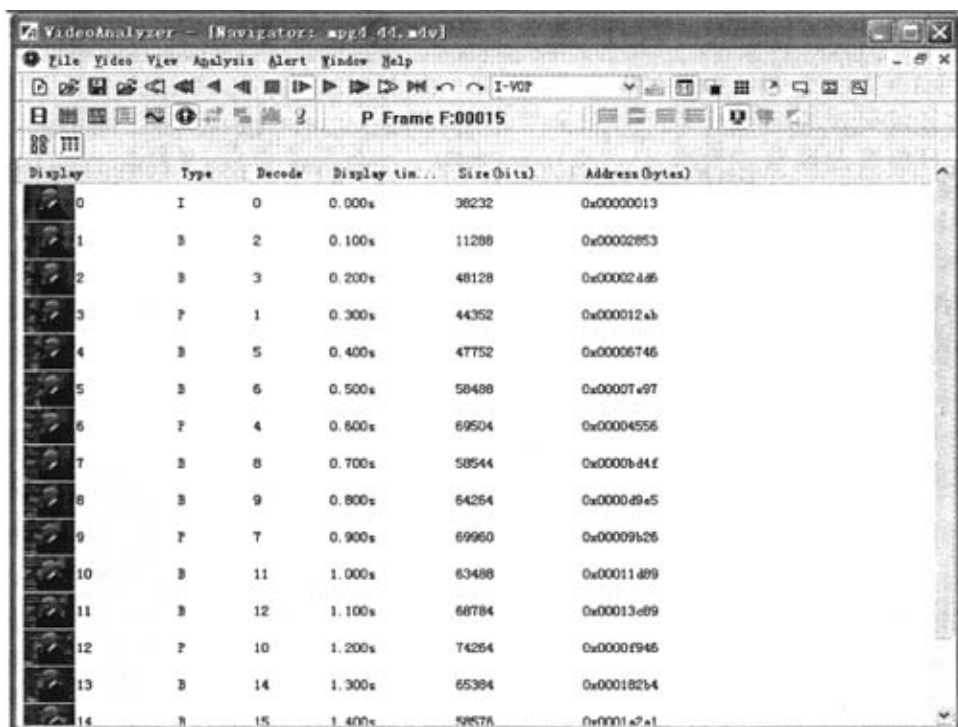 VideoAnalyzer - [Navigator:
File Video View Analysis Alert Window Help
I-VOP
P Frame F:00015
Display Type Decode Display tim... Size(bits) Address(bytes)
0 I 0 0.000s 38232 0x00000013
1 B 2 0.100s 11288 0x00002853
2 B 3 0.200s 48128 0x00002dd6
3 P 1 0.300s 44352 0x000012ab
4 B 5 0.400s 47752 0x00006746
5 B 6 0.500s 58488 0x00007e97
6 P 4 0.600s 69504 0x00004556
7 B 8 0.700s 58544 0x0000bd4f
8 B 9 0.800s 64264 0x0000d9e5
9 P 7 0.900s 69960 0x00009b26
10 B 11 1.000s 63488 0x00011d89
11 B 12 1.100s 68784 0x00013c89
12 P 10 1.200s 74264 0x0000f946
13 B 14 1.300s 65384 0x000182b4
14 B 15 1.400s 58576 0x0001a2a1